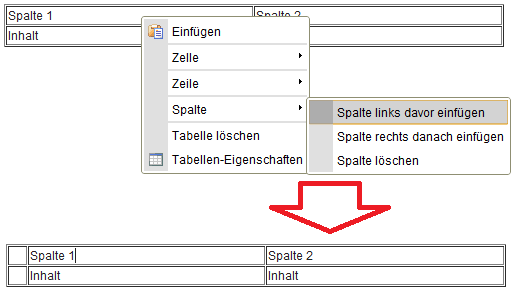 Spalte 1 Spalte 2
Inhalt
Einfügen
Zelle
Zeile
Spalte
Tabelle löschen
Tabellen-Eigenschaften
Spalte links davor einfügen
Spalte rechts danach einfügen
Spalte löschen
Spalte 1 Spalte 2
Inhalt Inhalt